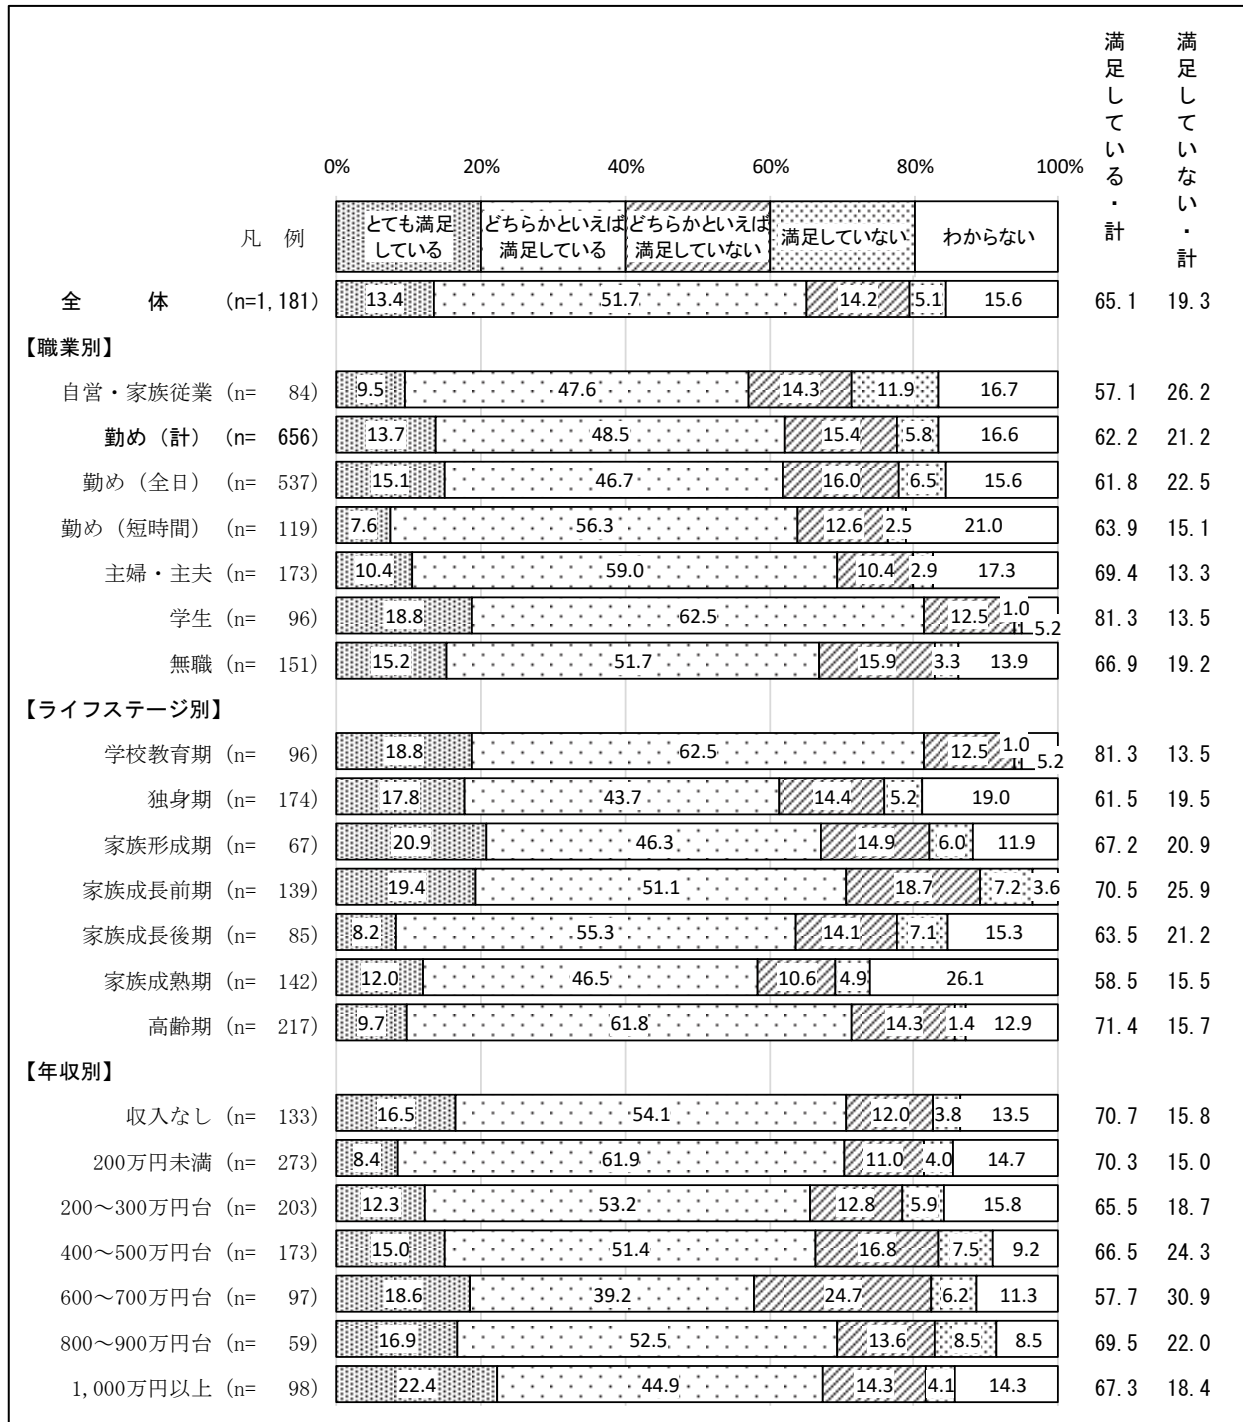 満足している・計
満足していない・計
0% 20% 40% 60% 80% 100%
凡 例 とても満足している どちらかといえば満足している どちらかといえば満足していない 満足していない わからない
全 体 (n=1,181) 13.4 51.7 14.2 5.1 15.6 65.1 19.3
【職業別】
自営・家族従業 (n= 84) 9.5 47.6 14.3 11.9 16.7 57.1 26.2
勤め（計） (n= 656) 13.7 48.5 15.4 5.8 16.6 62.2 21.2
勤め（全日） (n= 537) 15.1 46.7 16.0 6.5 15.6 61.8 22.5
勤め（短時間） (n= 119) 7.6 56.3 12.6 2.5 21.0 63.9 15.1
主婦・主夫 (n= 173) 10.4 59.0 10.4 2.9 17.3 69.4 13.3
学生 (n= 96) 18.8 62.5 12.5 1.0 5.2 81.3 13.5
無職 (n= 151) 15.2 51.7 15.9 3.3 13.9 66.9 19.2
【ライフステージ別】
学校教育期 (n= 96) 18.8 62.5 12.5 1.0 5.2 81.3 13.5
独身期 (n= 174) 17.8 43.7 14.4 5.2 19.0 61.5 19.5
家族形成期 (n= 67) 20.9 46.3 14.9 6.0 11.9 67.2 20.9
家族成長前期 (n= 139) 19.4 51.1 18.7 7.2 3.6 70.5 25.9
家族成長後期 (n= 85) 8.2 55.3 14.1 7.1 15.3 63.5 21.2
家族成熟期 (n= 142) 12.0 46.5 10.6 4.9 26.1 58.5 15.5
高齢期 (n= 217) 9.7 61.8 14.3 1.4 12.9 71.4 15.7
【年収別】
収入なし (n= 133) 16.5 54.1 12.0 3.8 13.5 70.7 15.8
200万円未満 (n= 273) 8.4 61.9 11.0 4.0 14.7 70.3 15.0
200～300万円台 (n= 203) 12.3 53.2 12.8 5.9 15.8 65.5 18.7
400～500万円台 (n= 173) 15.0 51.4 16.8 7.5 9.2 66.5 24.3
600～700万円台 (n= 97) 18.6 39.2 24.7 6.2 11.3 57.7 30.9
800～900万円台 (n= 59) 16.9 52.5 13.6 8.5 8.5 69.5 22.0
1,000万円以上 (n= 98) 22.4 44.9 14.3 4.1 14.3 67.3 18.4